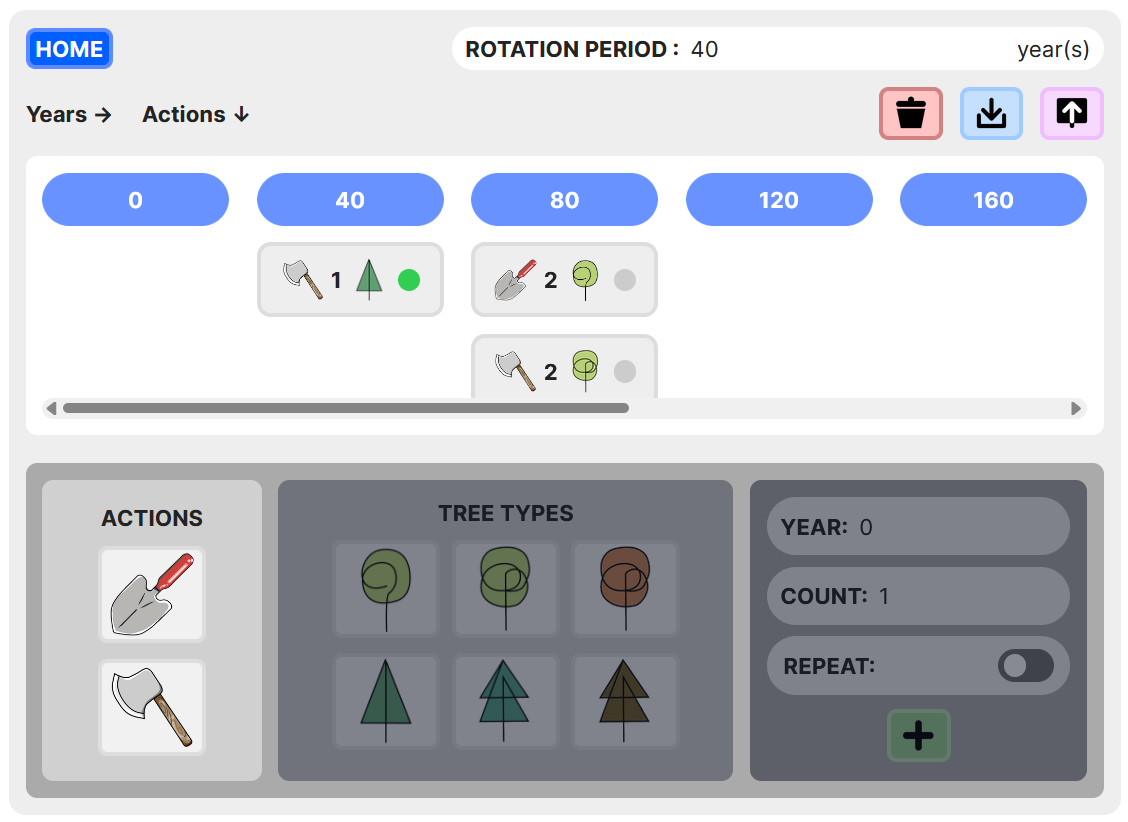 HOME
ROTATION PERIOD : 40 year(s)
Years → Actions ↓
0 40 80 120 160
1 2
2
ACTIONS
TREE TYPES
YEAR: 0
COUNT: 1
REPEAT: